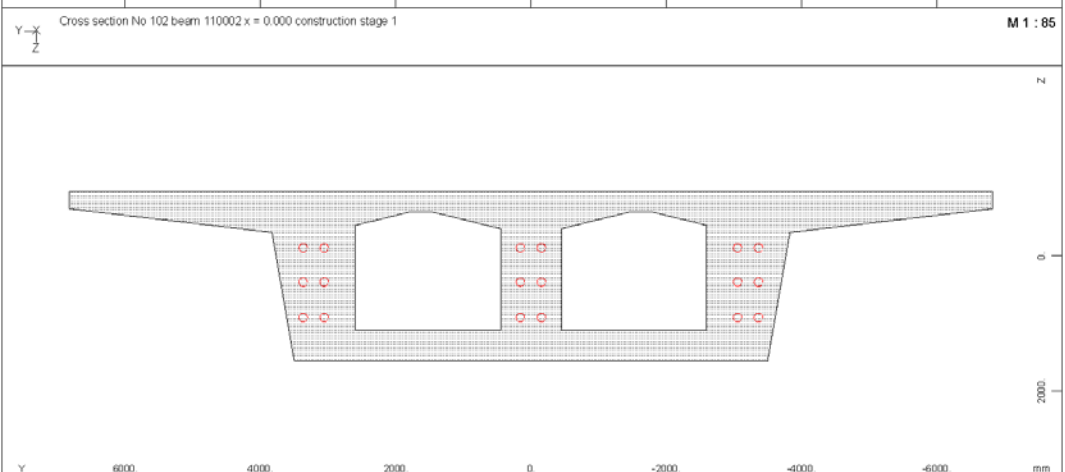 Cross section No 102 beam 110002 x = 0.000 construction stage 1
M 1 : 85
Y X
Z
Z
0.
2000.
Y 6000. 4000. 2000. 0. -2000. -4000. -6000. mm